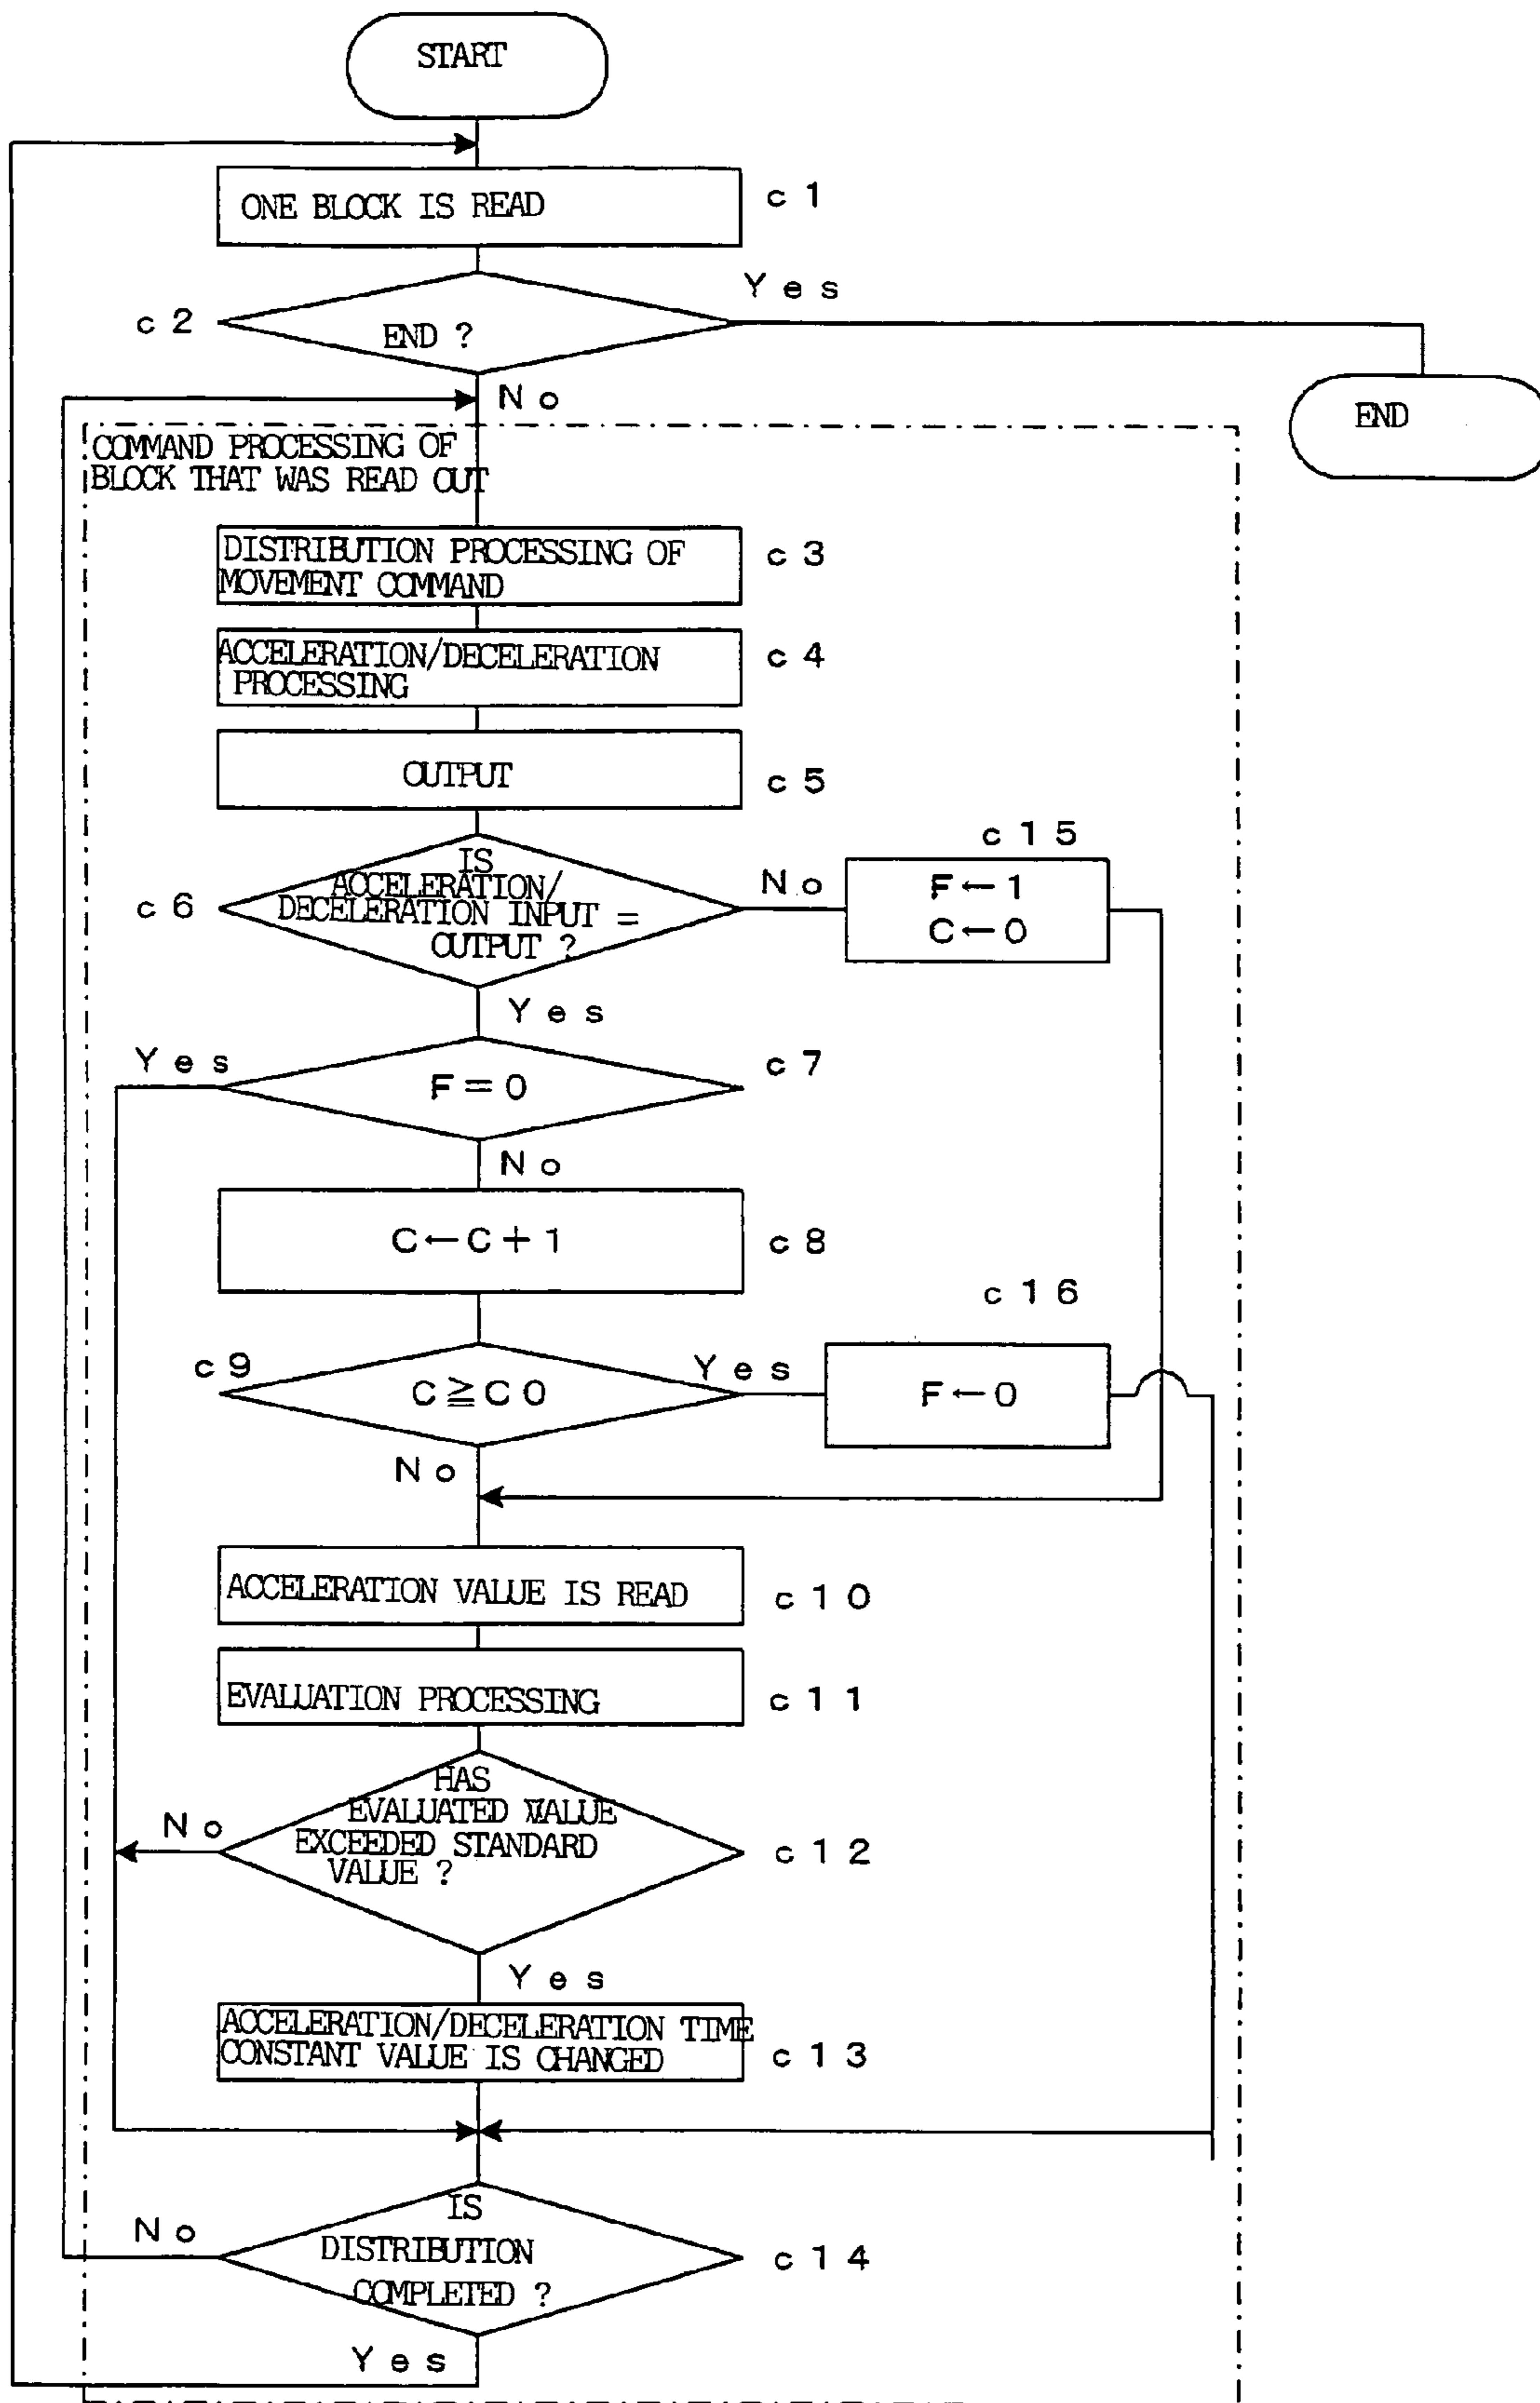 START
ONE BLOCK IS READ
c 1
Yes
c 2
END ?
No
END
COMMAND PROCESSING OF
BLOCK THAT WAS READ OUT
DISTRIBUTION PROCESSING OF
MOVEMENT COMMAND
c 3
ACCELERATION/DECELERATION
PROCESSING
c 4
OUTPUT
c 5
c 15
IS
ACCELERATION/
DECELERATION INPUT =
OUTPUT ?
c 6
No
F←1
C←0
Yes
Yes
F=0
c 7
No
C←C+1
c 8
c 16
c 9
C≧C0
Yes
F←0
No
ACCELERATION VALUE IS READ
c 10
EVALUATION PROCESSING
c 11
HAS
EVALUATED VALUE
EXCEEDED STANDARD
VALUE ?
No
c 12
Yes
ACCELERATION/DECELERATION TIME
CONSTANT VALUE IS CHANGED
c 13
IS
DISTRIBUTION
COMPLETED ?
No
c 14
Yes